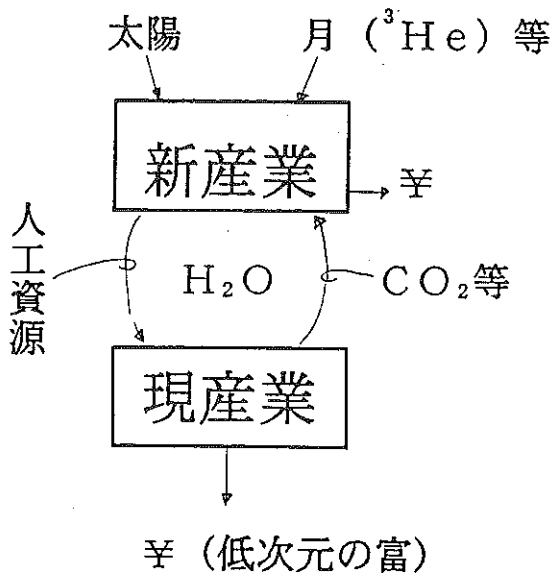 太陽
月（³He）等
新産業
¥
人工資源
H₂O
CO₂等
現産業
¥（低次元の富）